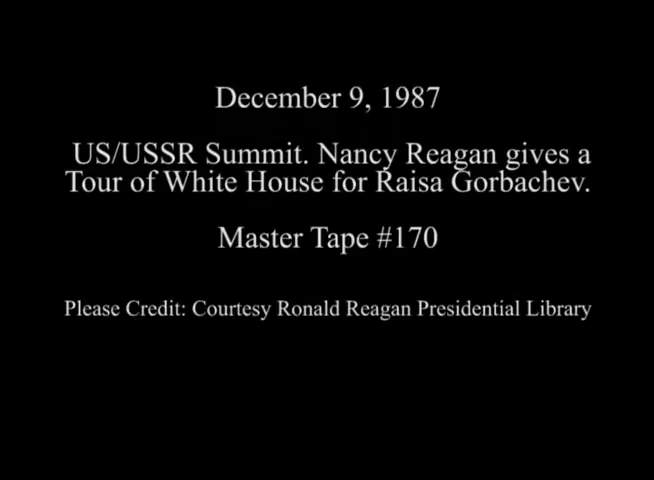 December 9, 1987
US/USSR Summit. Nancy Reagan gives a
Tour of White House for Raisa Gorbachev.
Master Tape #170
Please Credit: Courtesy Ronald Reagan Presidential Library